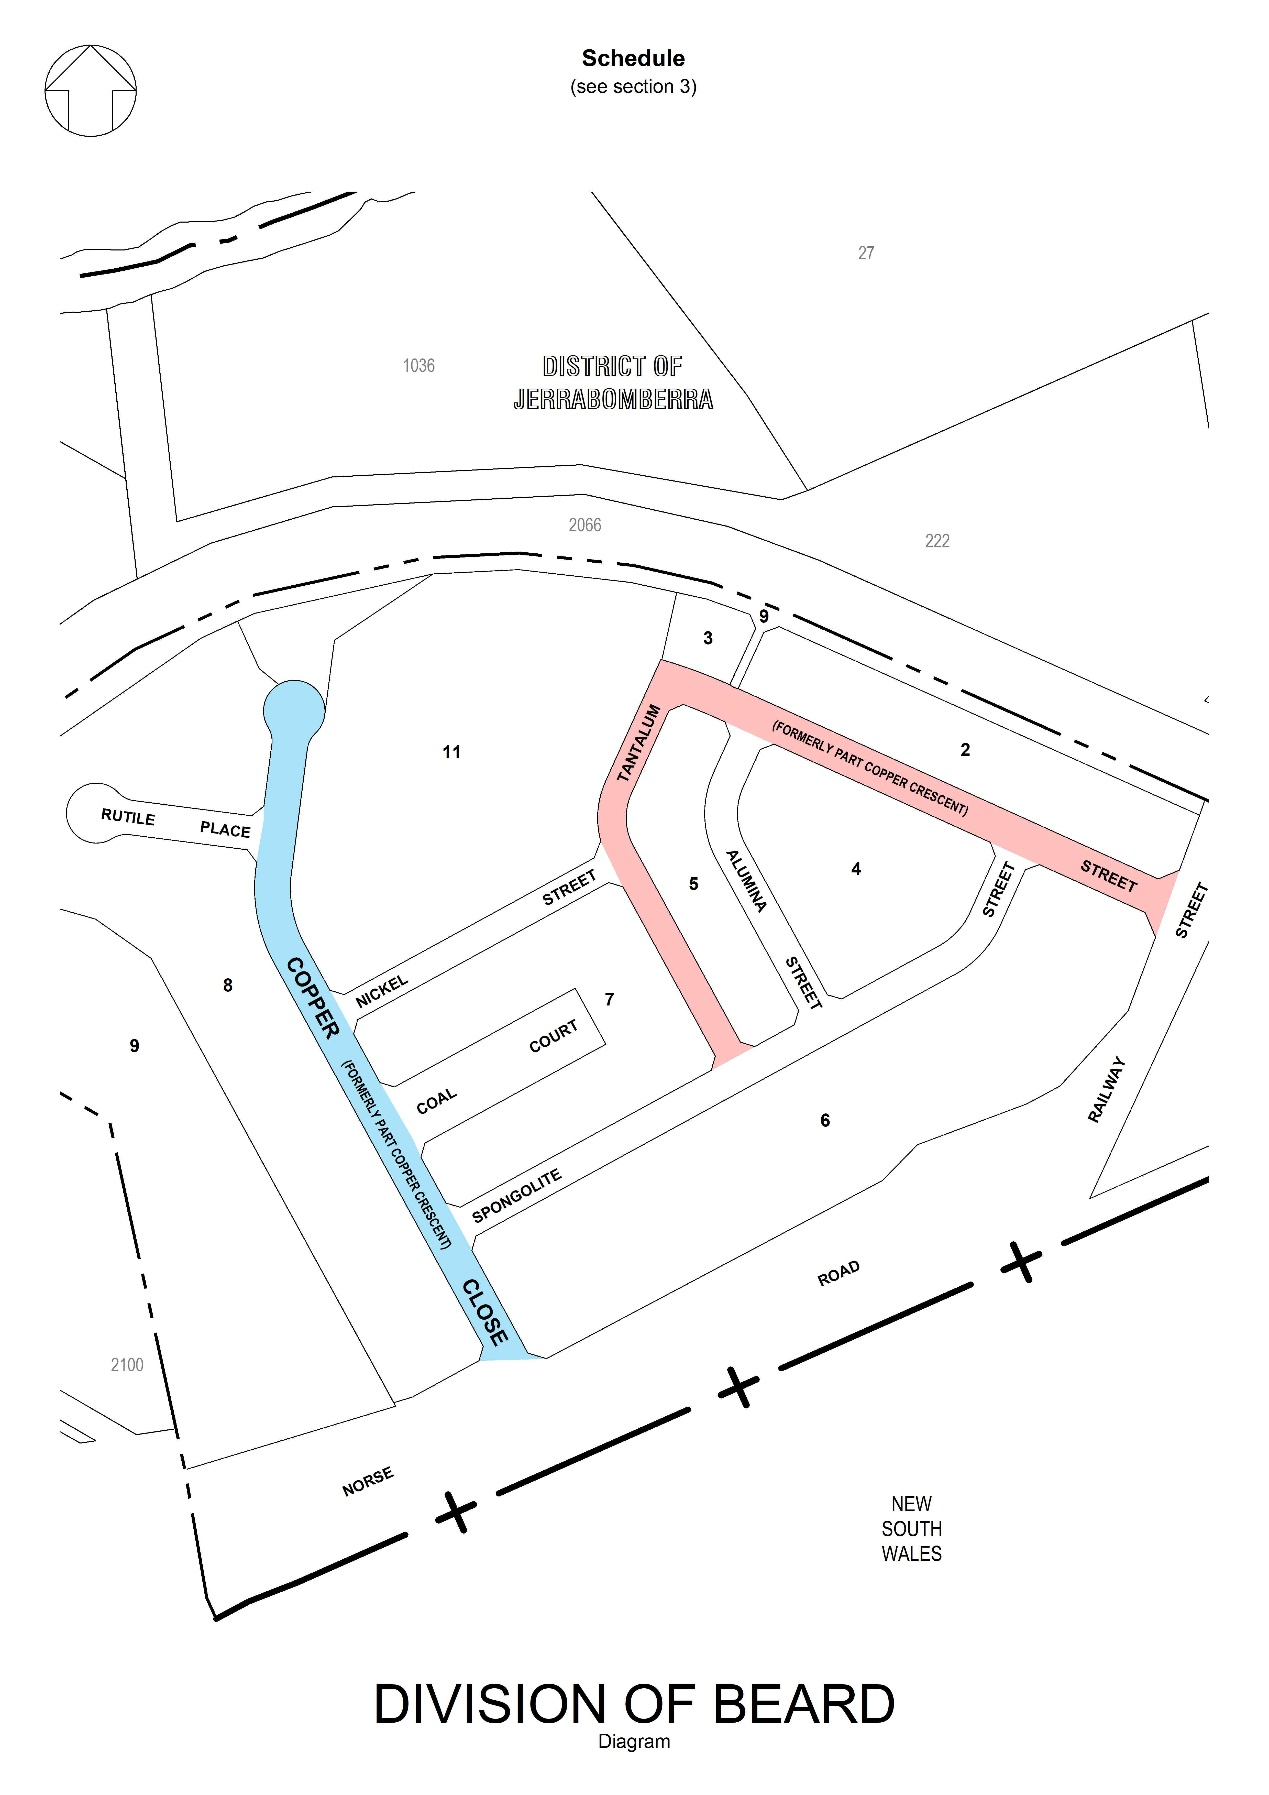 Schedule
(see section 3)
27
1036
DISTRICT OF
JERRABOMBERRA
2066
222
9
3
TANTALUM
(FORMERLY PART COPPER CRESCENT)
2
11
RUTILE PLACE
STREET
4
5
ALUMINA
STREET
STREET
STREET
STREET
NICKEL
COPPER
8
7
COURT
9
COAL
(FORMERLY PART COPPER CRESCENT)
RAILWAY
6
SPONGOLITE
ROAD
CLOSE
2100
NORSE
NEW
SOUTH
WALES
DIVISION OF BEARD
Diagram